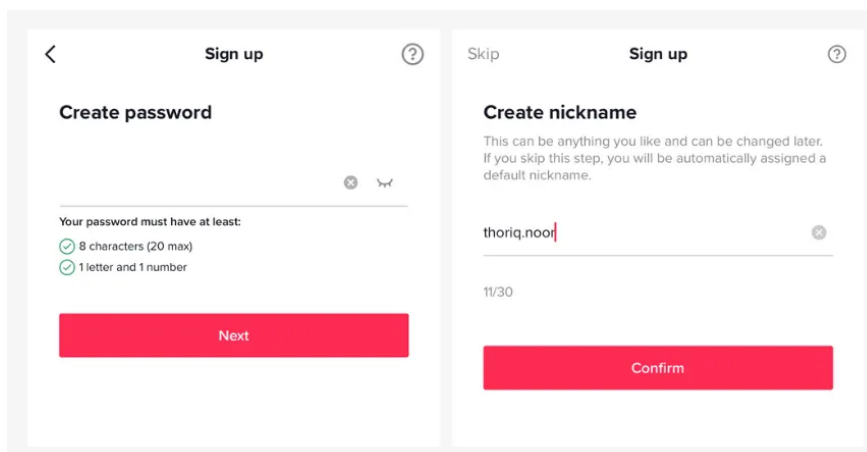 Sign up
Create password
Your password must have at least:
8 characters (20 max)
1 letter and 1 number
Next
Skip
Sign up
Create nickname
This can be anything you like and can be changed later.
If you skip this step, you will be automatically assigned a
default nickname.
thoriq.noor
11/30
Confirm